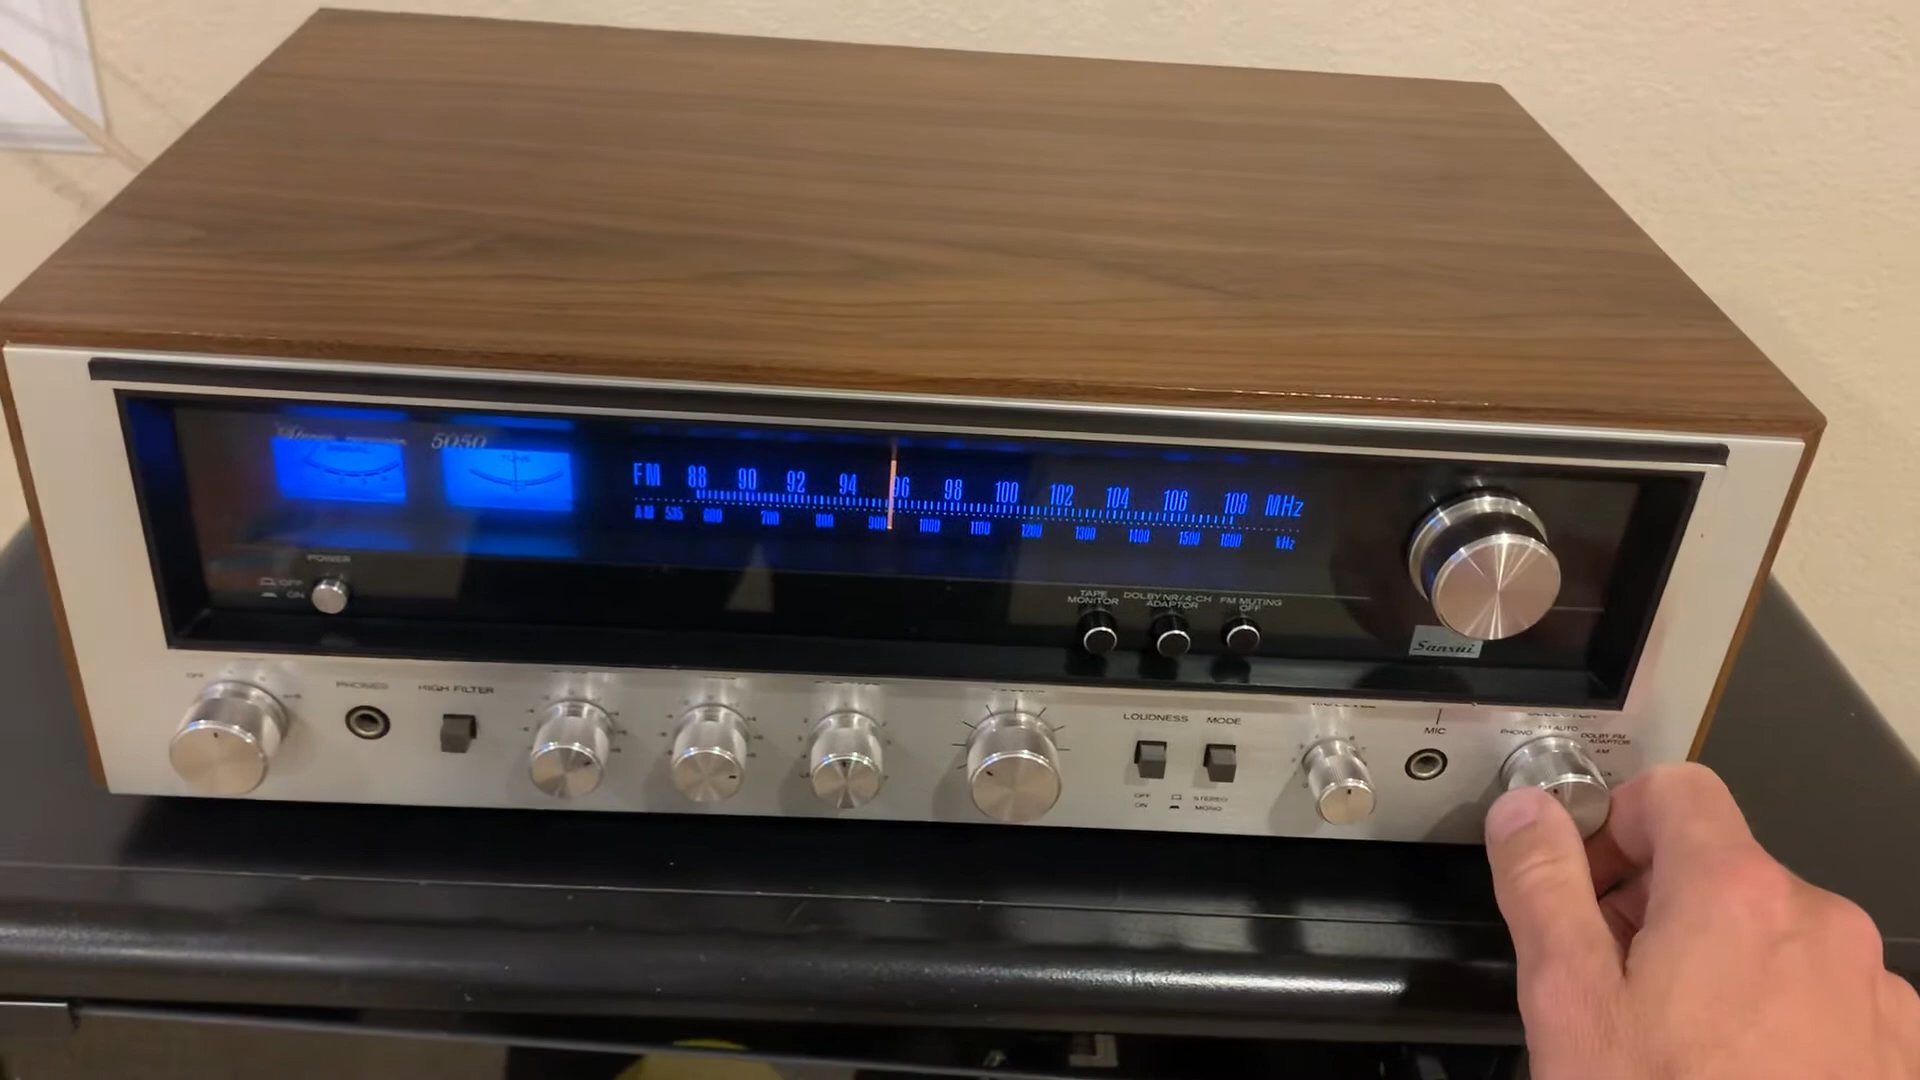 5050
TUNE
FM 88 90 92 94 96 98 100 102 104 106 108 MHz
AM 535 600 700 800 900 1000 1100 1200 1300 1400 1500 1600 kHz
POWER
OFF
ON
TAPE MONITOR
DOLBY NR/4-CH ADAPTOR
FM MUTING OFF
Sansui
OFF
PHONES
HIGH FILTER
LOUDNESS
MODE
OFF
ON
STEREO
MONO
MIC
SELECTOR
PHONO
FM AUTO
DOLBY FM ADAPTOR
AM